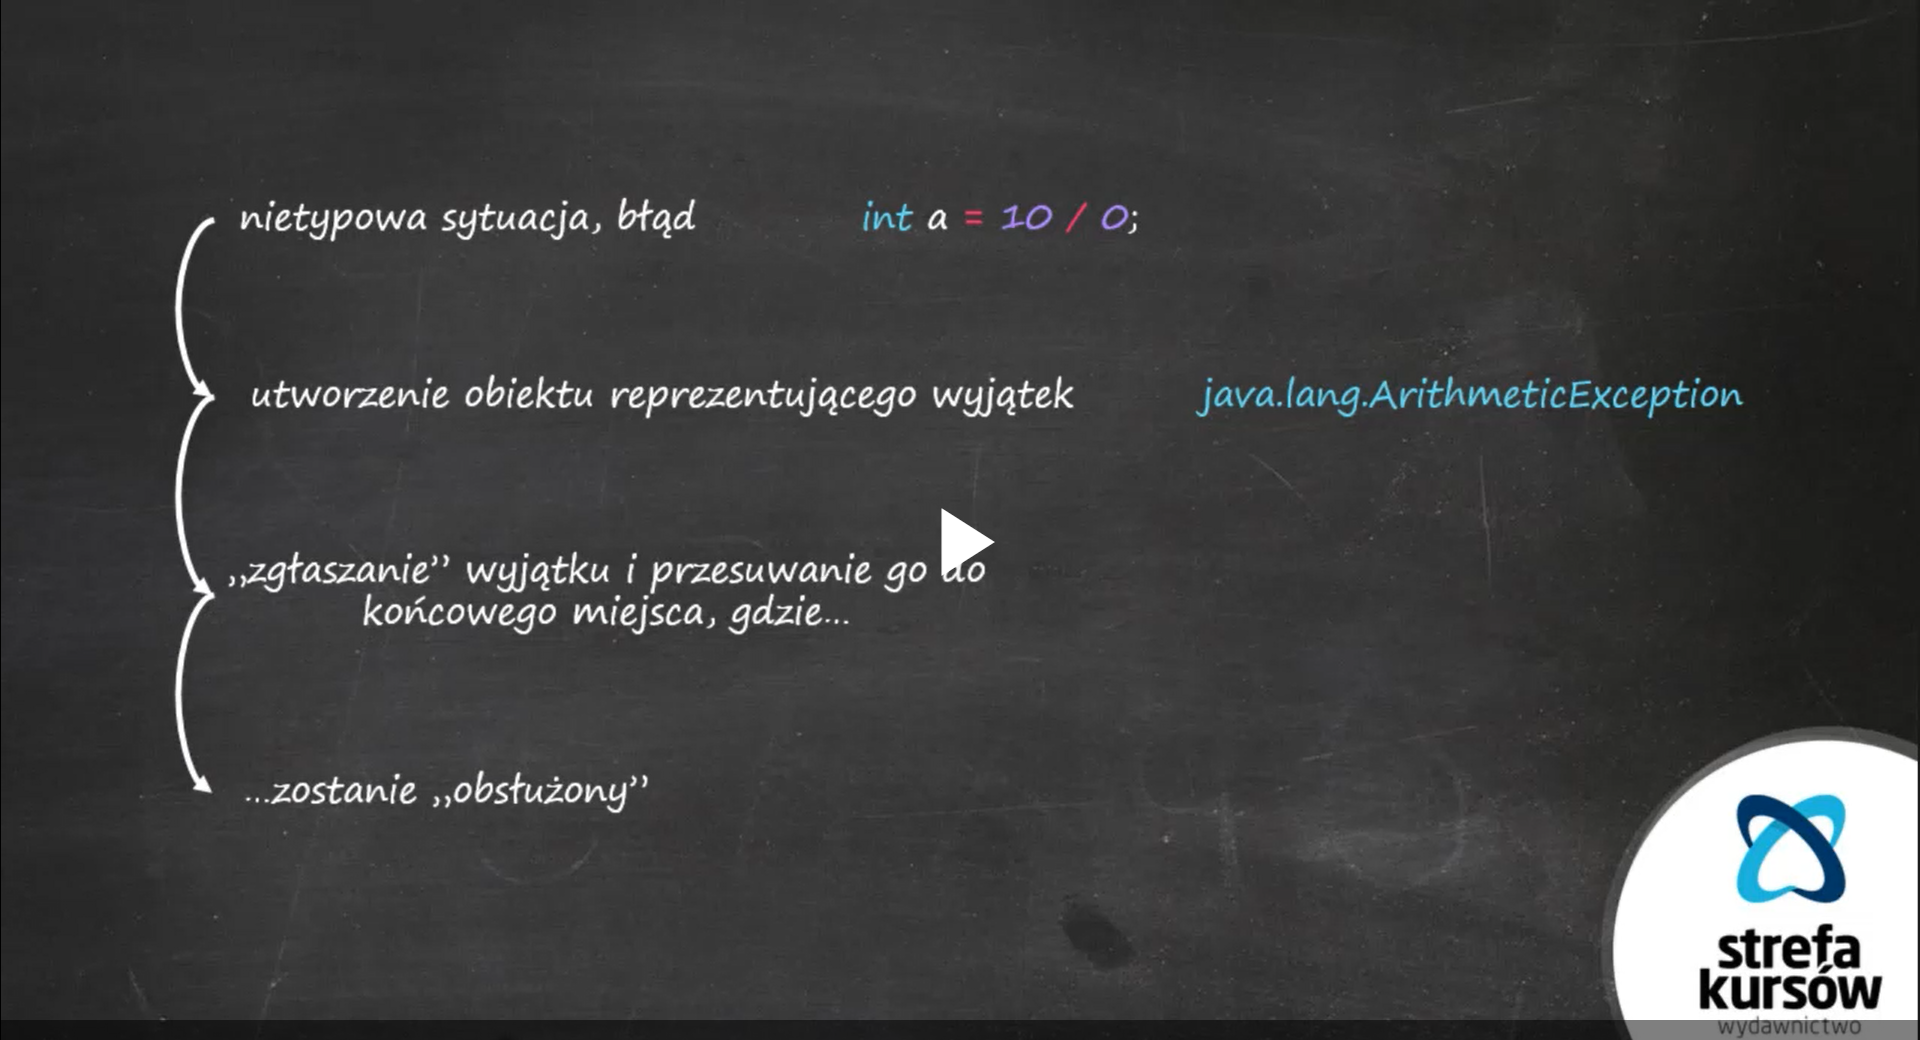 nietypowa sytuacja, błąd int a = 10 / 0;
utworzenie obiektu reprezentującego wyjątek java.lang.ArithmeticException
,,zgłaszanie’’ wyjątku i przesuwanie go do
końcowego miejsca, gdzie...
...zostanie ,,obsłużony’’
strefa
kursów
wydawnictwo